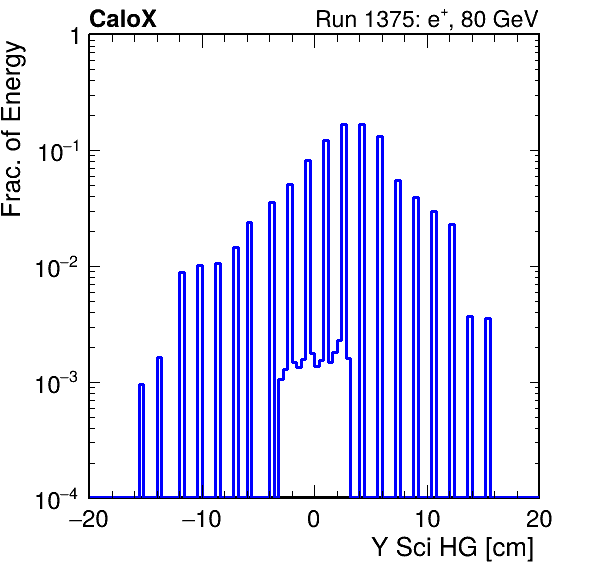 CaloX Run 1375: e⁺, 80 GeV
Frac. of Energy
1
10⁻¹
10⁻²
10⁻³
10⁻⁴
−20 −10 0 10 20
Y Sci HG [cm]